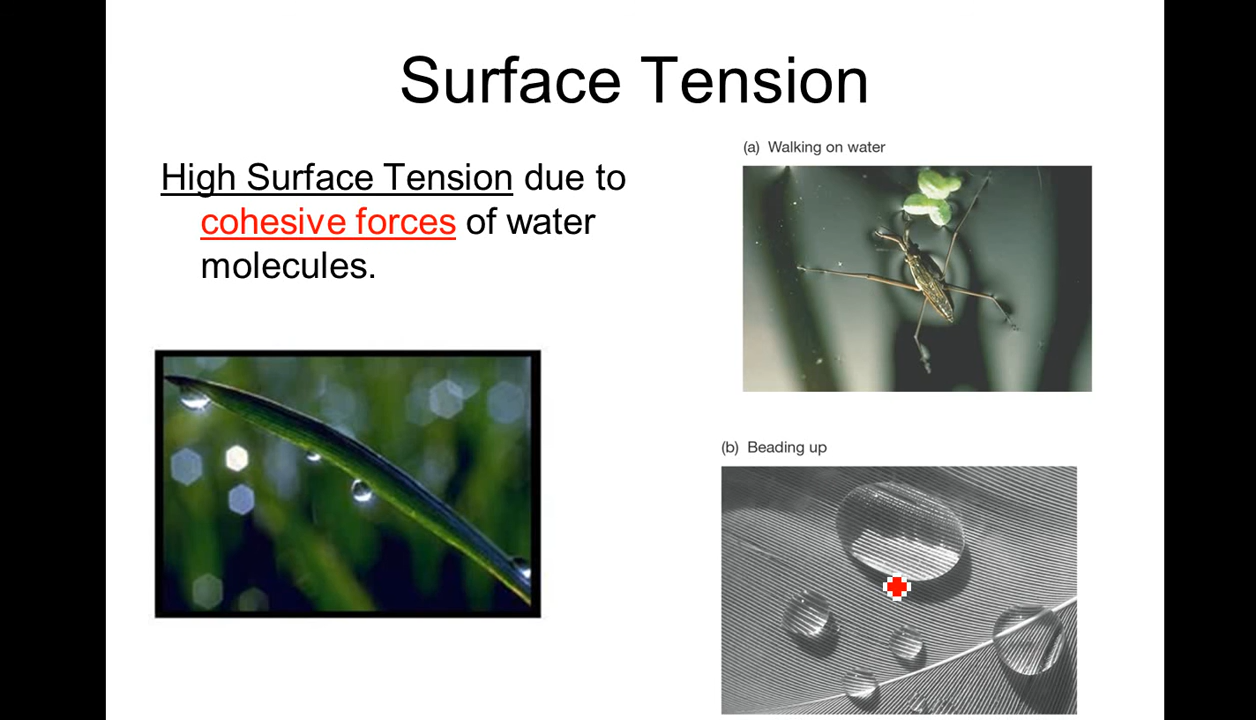 Surface Tension
High Surface Tension due to
cohesive forces of water
molecules.
(a) Walking on water
(b) Beading up